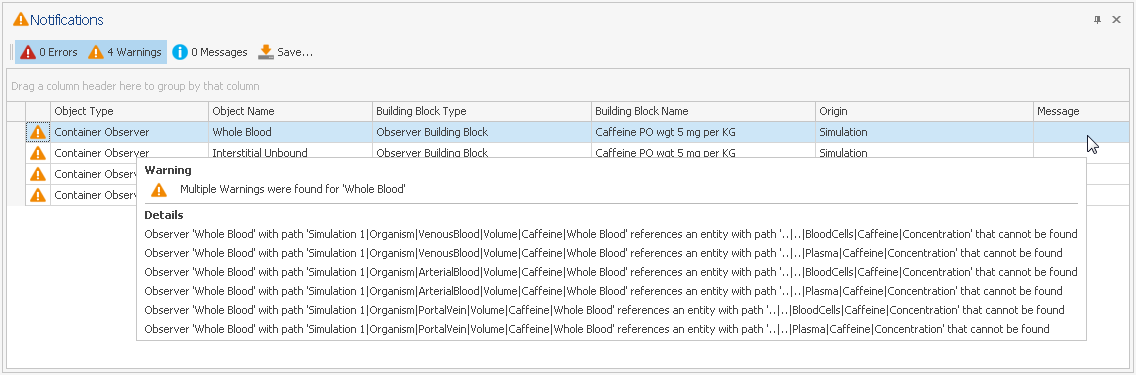 Notifications
0 Errors 4 Warnings 0 Messages Save...
Drag a column header here to group by that column
Object Type Object Name Building Block Type Building Block Name Origin Message
Container Observer Whole Blood Observer Building Block Caffeine PO wgt 5 mg per KG Simulation
Container Observer Interstitial Unbound Observer Building Block Caffeine PO wgt 5 mg per KG Simulation
Container Obser
Container Obser
Warning
Multiple Warnings were found for 'Whole Blood'
Details
Observer 'Whole Blood' with path 'Simulation 1|Organism|VenousBlood|Volume|Caffeine|Whole Blood' references an entity with path '..|..|BloodCells|Caffeine|Concentration' that cannot be found
Observer 'Whole Blood' with path 'Simulation 1|Organism|VenousBlood|Volume|Caffeine|Whole Blood' references an entity with path '..|..|Plasma|Caffeine|Concentration' that cannot be found
Observer 'Whole Blood' with path 'Simulation 1|Organism|ArterialBlood|Volume|Caffeine|Whole Blood' references an entity with path '..|..|BloodCells|Caffeine|Concentration' that cannot be found
Observer 'Whole Blood' with path 'Simulation 1|Organism|ArterialBlood|Volume|Caffeine|Whole Blood' references an entity with path '..|..|Plasma|Caffeine|Concentration' that cannot be found
Observer 'Whole Blood' with path 'Simulation 1|Organism|PortalVein|Volume|Caffeine|Whole Blood' references an entity with path '..|..|BloodCells|Caffeine|Concentration' that cannot be found
Observer 'Whole Blood' with path 'Simulation 1|Organism|PortalVein|Volume|Caffeine|Whole Blood' references an entity with path '..|..|Plasma|Caffeine|Concentration' that cannot be found